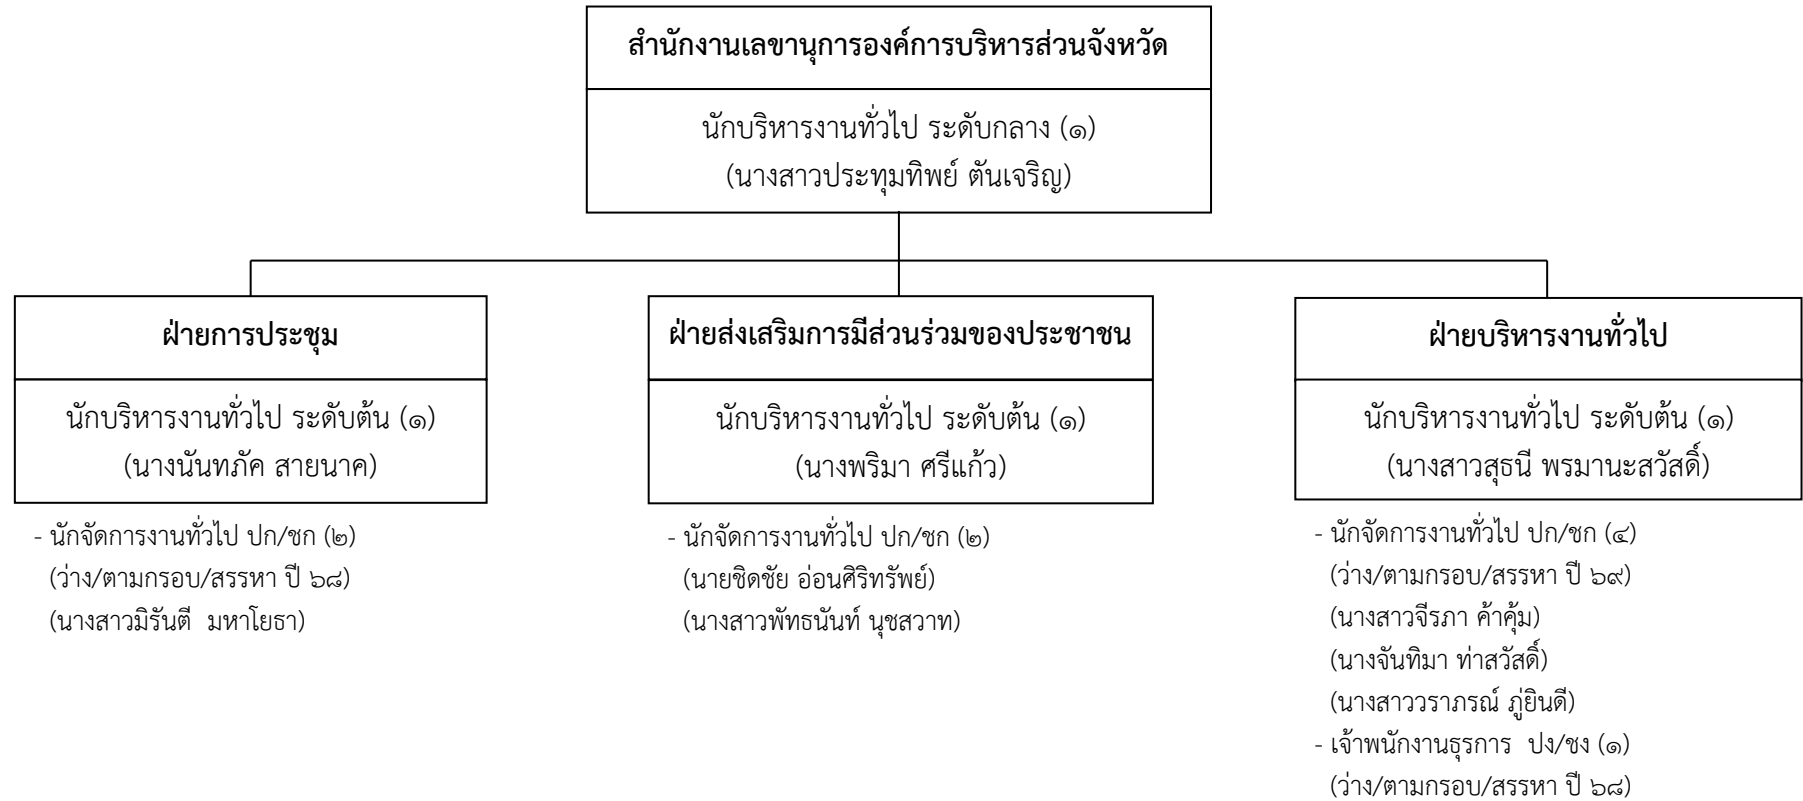 สำนักงานเลขานุการองค์การบริหารส่วนจังหวัด
นักบริหารงานทั่วไป ระดับกลาง (๑)
(นางสาวประทุมทิพย์ ตันเจริญ)
ฝ่ายการประชุม
นักบริหารงานทั่วไป ระดับต้น (๑)
(นางนันทภัค สายนาค)
- นักจัดการงานทั่วไป ปก/ชก (๒)
(ว่าง/ตามกรอบ/สรรหา ปี ๖๘)
(นางสาวมิรันตี มหาโยธา)
ฝ่ายส่งเสริมการมีส่วนร่วมของประชาชน
นักบริหารงานทั่วไป ระดับต้น (๑)
(นางพริมา ศรีแก้ว)
- นักจัดการงานทั่วไป ปก/ชก (๒)
(นายชิดชัย อ่อนศิริทรัพย์)
(นางสาวพัทธนันท์ นุชสวาท)
ฝ่ายบริหารงานทั่วไป
นักบริหารงานทั่วไป ระดับต้น (๑)
(นางสาวสุธนี พรมานะสวัสดิ์)
- นักจัดการงานทั่วไป ปก/ชก (๔)
(ว่าง/ตามกรอบ/สรรหา ปี ๖๙)
(นางสาวจีรภา ค้าคุ้ม)
(นางจันทิมา ท่าสวัสดิ์)
(นางสาววราภรณ์ ภู่ยินดี)
- เจ้าพนักงานธุรการ ปง/ชง (๑)
(ว่าง/ตามกรอบ/สรรหา ปี ๖๘)